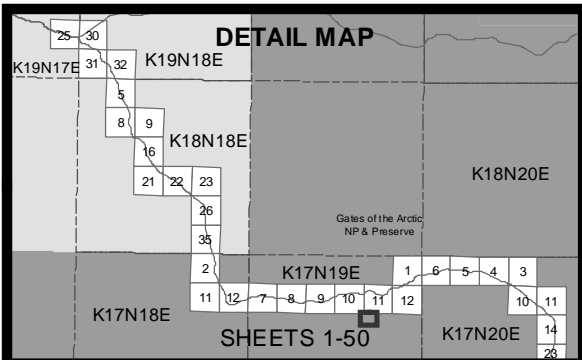 DETAIL MAP
25 30
K19N17E
31 32
K19N18E
5
8 9
K18N18E
16
21 22 23
K18N20E
26
Gates of the Arctic
NP & Preserve
35
2
K17N19E
1 6 5 4 3
11 12 7 8 9 10 11 12
10 11
K17N18E
SHEETS 1-50
K17N20E
14
23